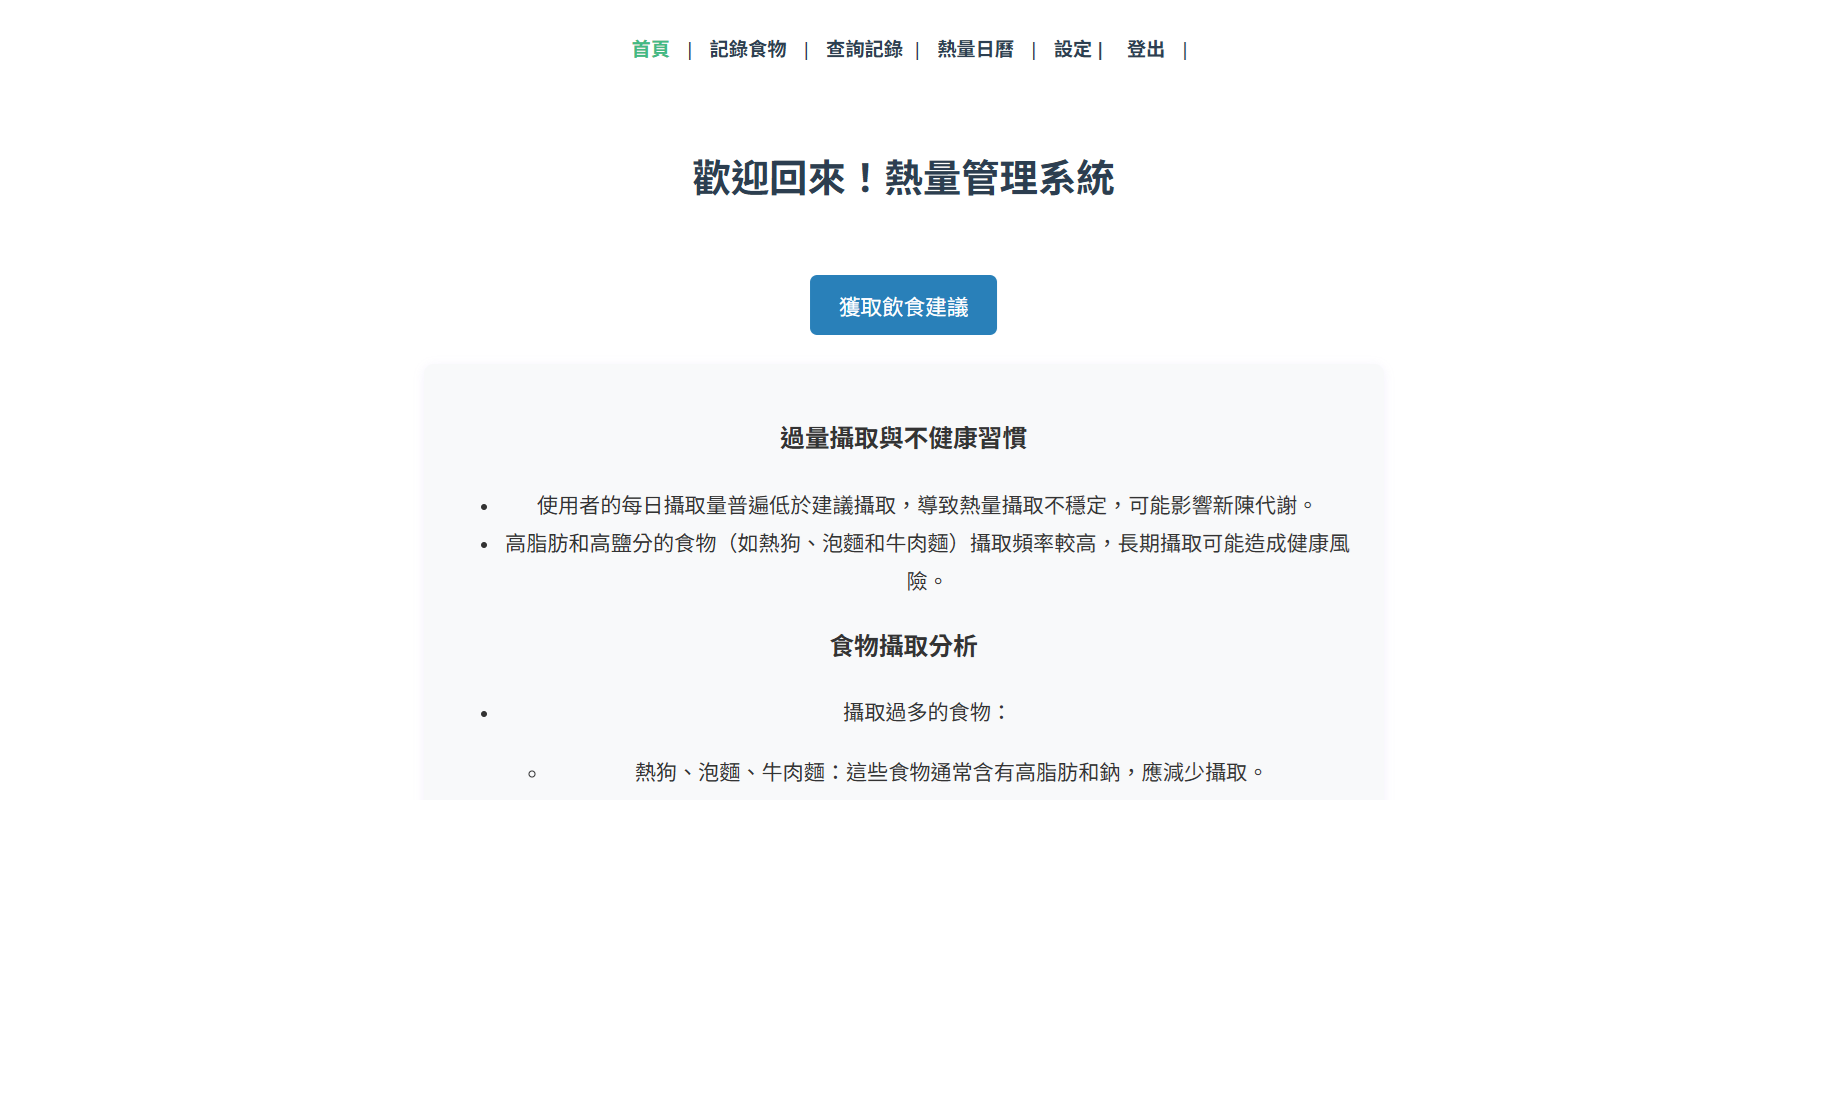 首頁 | 記錄食物 | 查詢記錄 | 熱量日曆 | 設定 | 登出 |
歡迎回來！熱量管理系統
獲取飲食建議
過量攝取與不健康習慣
• 使用者的每日攝取量普遍低於建議攝取，導致熱量攝取不穩定，可能影響新陳代謝。
• 高脂肪和高鹽分的食物（如熱狗、泡麵和牛肉麵）攝取頻率較高，長期攝取可能造成健康風
險。
食物攝取分析
• 攝取過多的食物：
◦ 熱狗、泡麵、牛肉麵：這些食物通常含有高脂肪和鈉，應減少攝取。